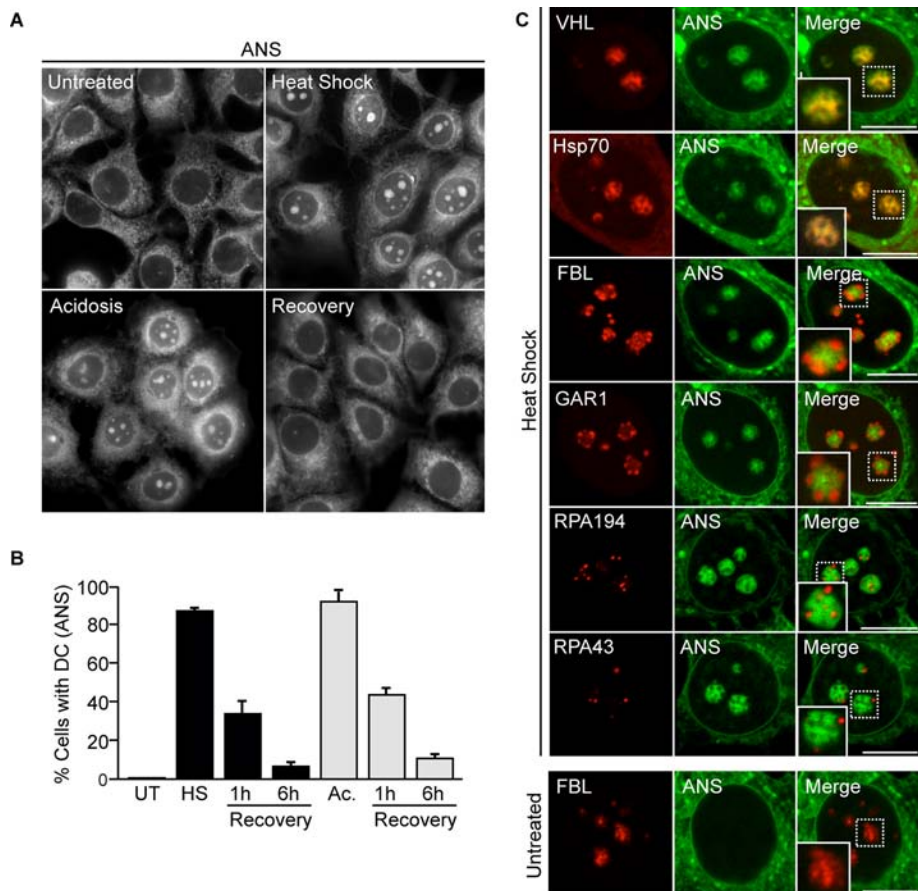 A
ANS
Untreated
Heat Shock
Acidosis
Recovery
B
% Cells with DC (ANS)
100
80
60
40
20
0
UT HS 1h 6h Ac. 1h 6h
Recovery Recovery
C
Heat Shock
VHL ANS Merge
Hsp70 ANS Merge
FBL ANS Merge
GAR1 ANS Merge
RPA194 ANS Merge
RPA43 ANS Merge
Untreated
FBL ANS Merge